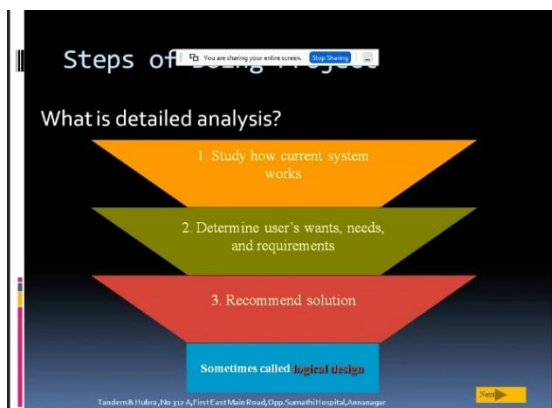 Steps of
You are sharing your entire screen. Stop Sharing
What is detailed analysis?
1. Study how current system
works
2. Determine user's wants, needs,
and requirements
3. Recommend solution
Sometimes called logical design
Tandem & Hubra, No 312 A, First East Main Road, Opp. Sumathi Hospital, Annanagar
Next